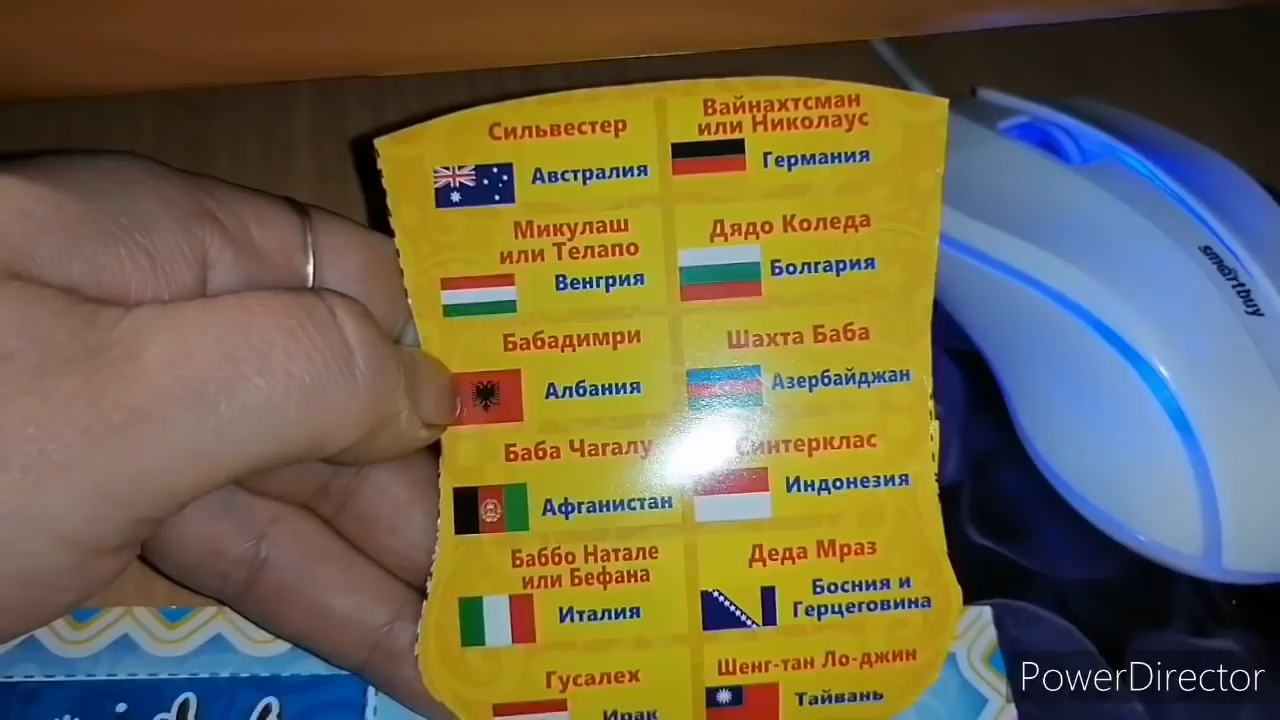 Сильвестер
Австралия
Вайнахтсман
или Николаус
Германия
Микулаш
или Телапо
Венгрия
Дядо Коледа
Болгария
Бабадимри
Албания
Шахта Баба
Азербайджан
Баба Чагалу
Афганистан
Синтерклас
Индонезия
Баббо Натале
или Бефана
Италия
Деда Мраз
Босния и
Герцеговина
Гусалех
Ирак
Шенг-тан Ло-джин
Тайвань
smartbuy
PowerDirector